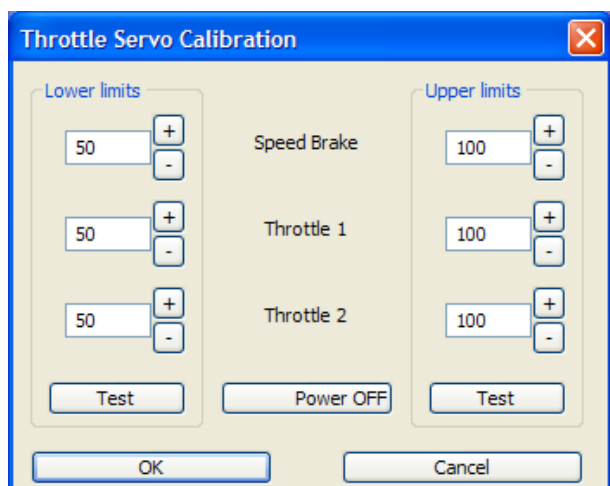 Throttle Servo Calibration
Lower limits
Upper limits
50
+
-
Speed Brake
100
+
-
50
+
-
Throttle 1
100
+
-
50
+
-
Throttle 2
100
+
-
Test
Power OFF
Test
OK
Cancel